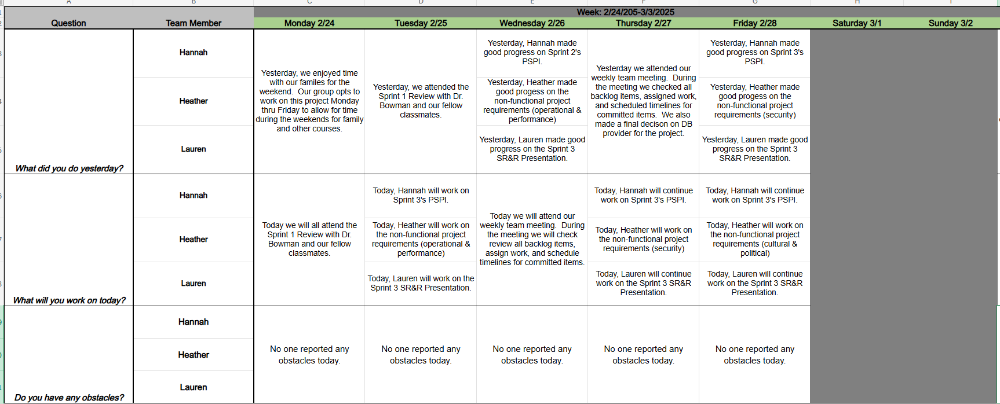 A B C D E F G H I
1 Week: 2/24/205-3/3/2025
2 Question Team Member Monday 2/24 Tuesday 2/25 Wednesday 2/26 Thursday 2/27 Friday 2/28 Saturday 3/1 Sunday 3/2
What did you do yesterday?
Hannah
Heather
Lauren
Yesterday, we enjoyed time
with our familes for the
weekend. Our group opts to
work on this project Monday
thru Friday to allow for time
during the weekends for family
and other courses.
Yesterday, we attended the
Sprint 1 Review with Dr.
Bowman and our fellow
classmates.
Yesterday, Hannah made
good progress on Sprint 2's
PSPI.
Yesterday, Heather made
good progess on the
non-functional project
requirements (operational &
performance)
Yesterday, Lauren made good
progress on the Sprint 3
SR&R Presentation.
Yesterday we attended our
weekly team meeting. During
the meeting we checked all
backlog items, assigned work,
and scheduled timelines for
committed items. We also
made a final decison on DB
provider for the project.
Yesterday, Hannah made
good progress on Sprint 3's
PSPI.
Yesterday, Heather made
good progess on the
non-functional project
requirements (security)
Yesterday, Lauren made good
progress on the Sprint 3
SR&R Presentation.
What will you work on today?
Hannah
Heather
Lauren
Today we will all attend the
Sprint 1 Review with Dr.
Bowman and our fellow
classmates.
Today, Hannah will work on
Sprint 3's PSPI.
Today, Heather will work on
the non-functional project
requirements (operational &
performance)
Today, Lauren will work on the
Sprint 3 SR&R Presentation.
Today we will attend our
weekly team meeting. During
the meeting we will check
review all backlog items,
assign work, and schedule
timelines for committed items.
Today, Hannah will continue
work on Sprint 3's PSPI.
Today, Heather will work on
the non-functional project
requirements (security)
Today, Lauren will continue
work on the Sprint 3 SR&R
Presentation.
Today, Hannah will continue
work on Sprint 3's PSPI.
Today, Heather will work on
the non-functional project
requirements (cultural &
political)
Today, Lauren will continue
work on the Sprint 3 SR&R
Presentation.
Do you have any obstacles?
Hannah
Heather
Lauren
No one reported any
obstacles today.
No one reported any
obstacles today.
No one reported any
obstacles today.
No one reported any
obstacles today.
No one reported any
obstacles today.